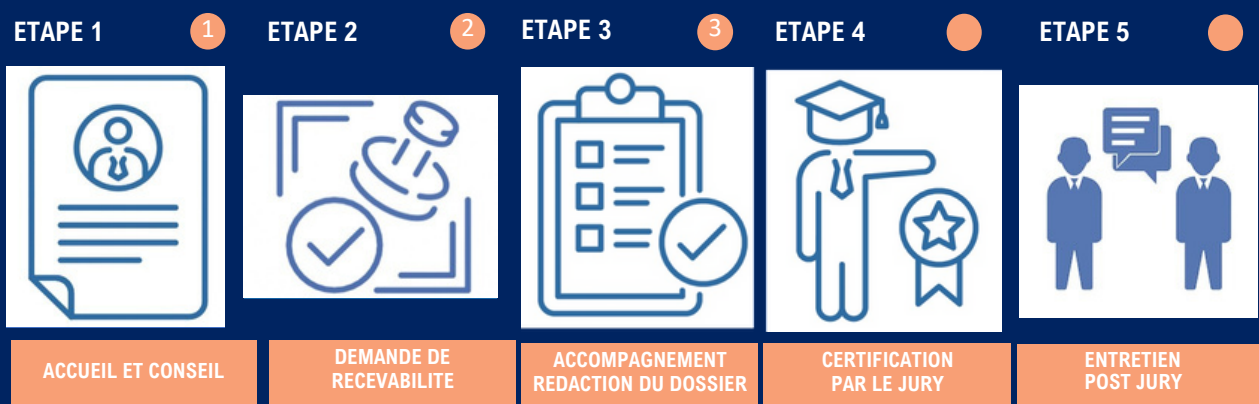 ETAPE 1
1
ETAPE 2
2
ETAPE 3
3
ETAPE 4
ETAPE 5
ACCUEIL ET CONSEIL
DEMANDE DE
RECEVABILITE
ACCOMPAGNEMENT
REDACTION DU DOSSIER
CERTIFICATION
PAR LE JURY
ENTRETIEN
POST JURY